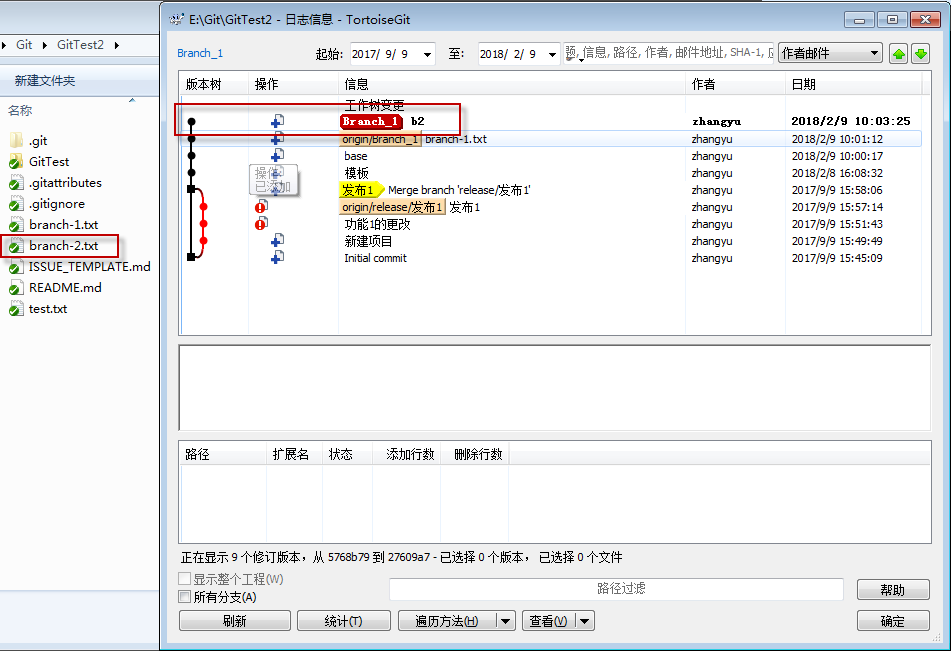 E:\Git\GitTest2 - 日志信息 - TortoiseGit
Git GitTest2
Branch_1 起始: 2017/ 9/ 9 至: 2018/ 2/ 9 题, 信息, 路径, 作者, 邮件地址, SHA-1, 作者邮件
新建文件夹
名称
.git
GitTest
.gitattributes
.gitignore
branch-1.txt
branch-2.txt
ISSUE_TEMPLATE.md
README.md
test.txt
版本树 操作 信息 作者 日期
工作树变更
Branch_1 b2 zhangyu 2018/2/9 10:03:25
origin/Branch_1 branch-1.txt zhangyu 2018/2/9 10:01:12
base zhangyu 2018/2/9 10:00:17
模板 zhangyu 2018/2/8 16:08:32
发布1 Merge branch 'release/发布1' zhangyu 2017/9/9 15:58:06
origin/release/发布1 发布1 zhangyu 2017/9/9 15:57:14
功能1的更改 zhangyu 2017/9/9 15:51:43
新建项目 zhangyu 2017/9/9 15:49:49
Initial commit zhangyu 2017/9/9 15:45:09
操作
已添加
路径 扩展名 状态 添加行数 删除行数
正在显示 9 个修订版本，从 5768b79 到 27609a7 - 已选择 0 个版本， 已选择 0 个文件
显示整个工程(W)
所有分支(A)
路径过滤
帮助
刷新 统计(T) 遍历方法(H) 查看(V) 确定